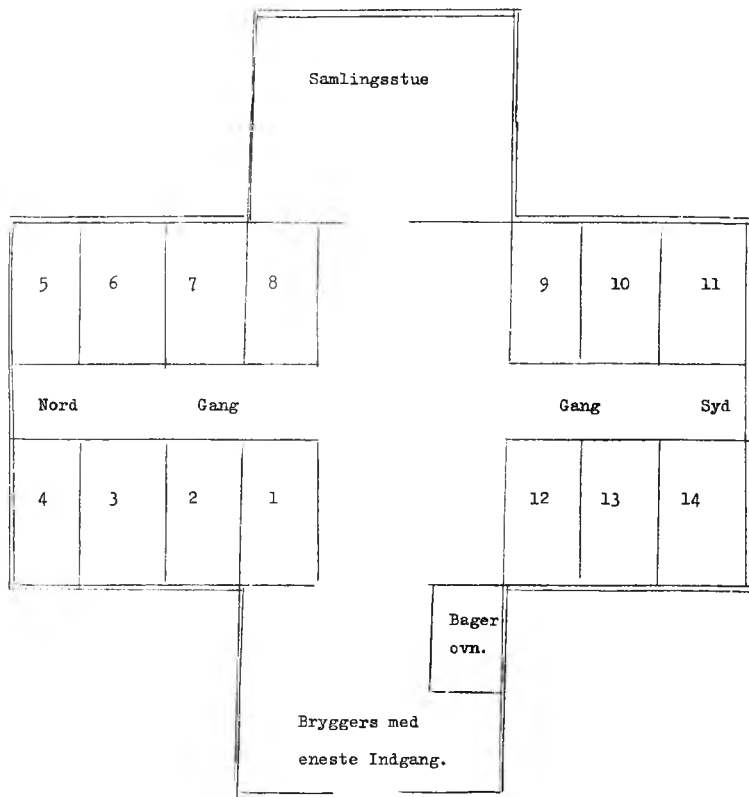 Samlingsstue
5 6 7 8 9 10 11
Nord Gang Gang Syd
4 3 2 1 12 13 14
Bager
ovn.
Bryggers med
eneste Indgang.